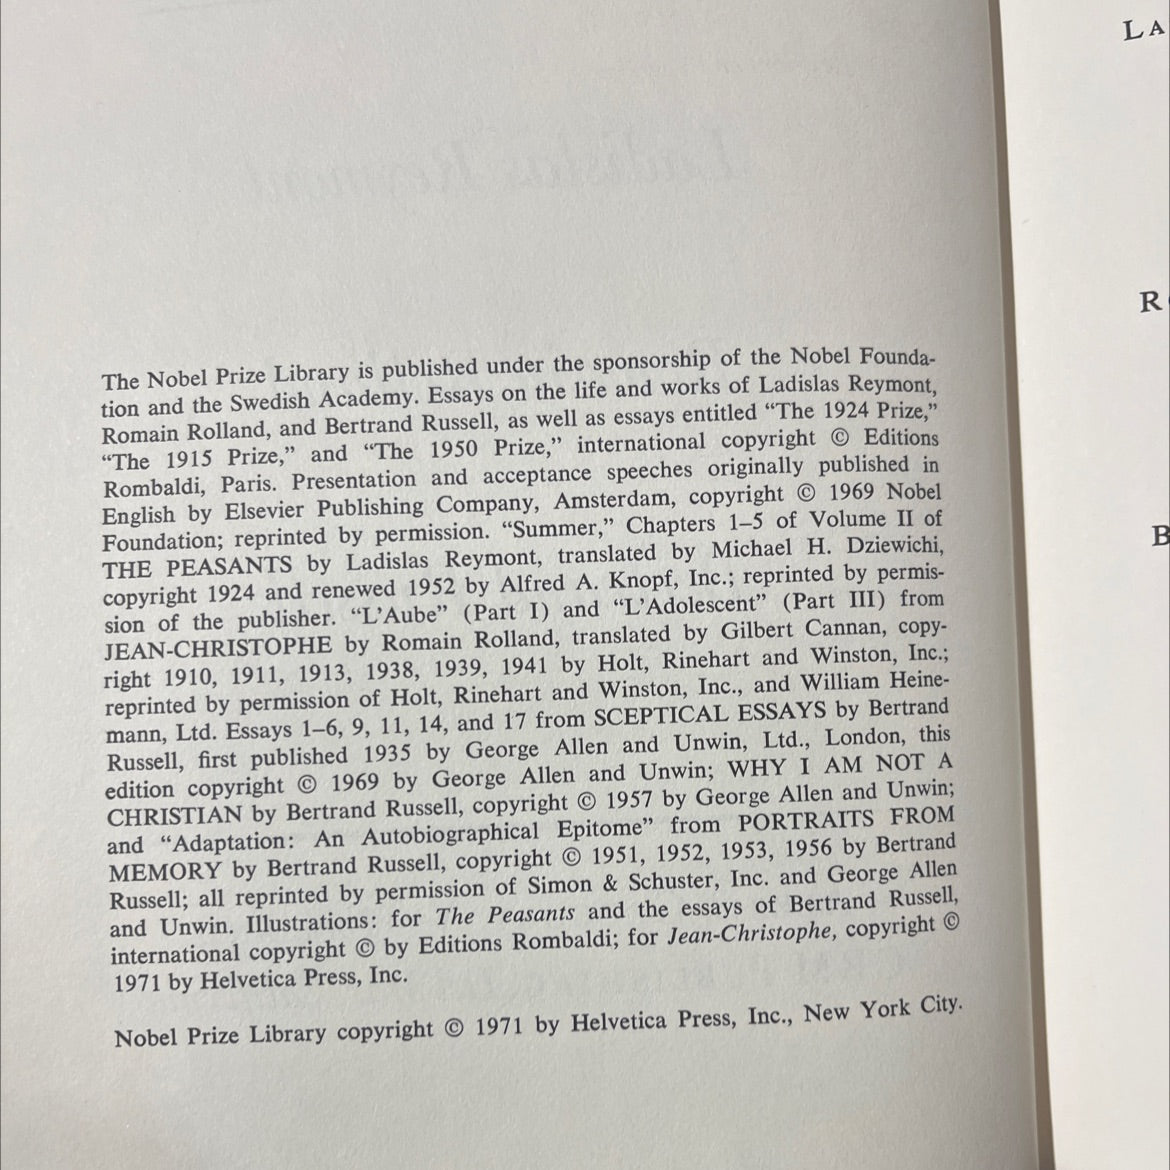 The Nobel Prize Library is published under the sponsorship of the Nobel Founda-
tion and the Swedish Academy. Essays on the life and works of Ladislas Reymont,
Romain Rolland, and Bertrand Russell, as well as essays entitled “The 1924 Prize,”
“The 1915 Prize,” and “The 1950 Prize,” international copyright © Editions
Rombaldi, Paris. Presentation and acceptance speeches originally published in
English by Elsevier Publishing Company, Amsterdam, copyright © 1969 Nobel
Foundation; reprinted by permission. “Summer,” Chapters 1–5 of Volume II of
THE PEASANTS by Ladislas Reymont, translated by Michael H. Dziewichi,
copyright 1924 and renewed 1952 by Alfred A. Knopf, Inc.; reprinted by permis-
sion of the publisher. “L’Aube” (Part I) and “L’Adolescent” (Part III) from
JEAN-CHRISTOPHE by Romain Rolland, translated by Gilbert Cannan, copy-
right 1910, 1911, 1913, 1938, 1939, 1941 by Holt, Rinehart and Winston, Inc.;
reprinted by permission of Holt, Rinehart and Winston, Inc., and William Heine-
mann, Ltd. Essays 1–6, 9, 11, 14, and 17 from SCEPTICAL ESSAYS by Bertrand
Russell, first published 1935 by George Allen and Unwin, Ltd., London, this
edition copyright © 1969 by George Allen and Unwin; WHY I AM NOT A
CHRISTIAN by Bertrand Russell, copyright © 1957 by George Allen and Unwin;
and “Adaptation: An Autobiographical Epitome” from PORTRAITS FROM
MEMORY by Bertrand Russell, copyright © 1951, 1952, 1953, 1956 by Bertrand
Russell; all reprinted by permission of Simon & Schuster, Inc. and George Allen
and Unwin. Illustrations: for The Peasants and the essays of Bertrand Russell,
international copyright © by Editions Rombaldi; for Jean-Christophe, copyright ©
1971 by Helvetica Press, Inc.
Nobel Prize Library copyright © 1971 by Helvetica Press, Inc., New York City.
LA
R
B